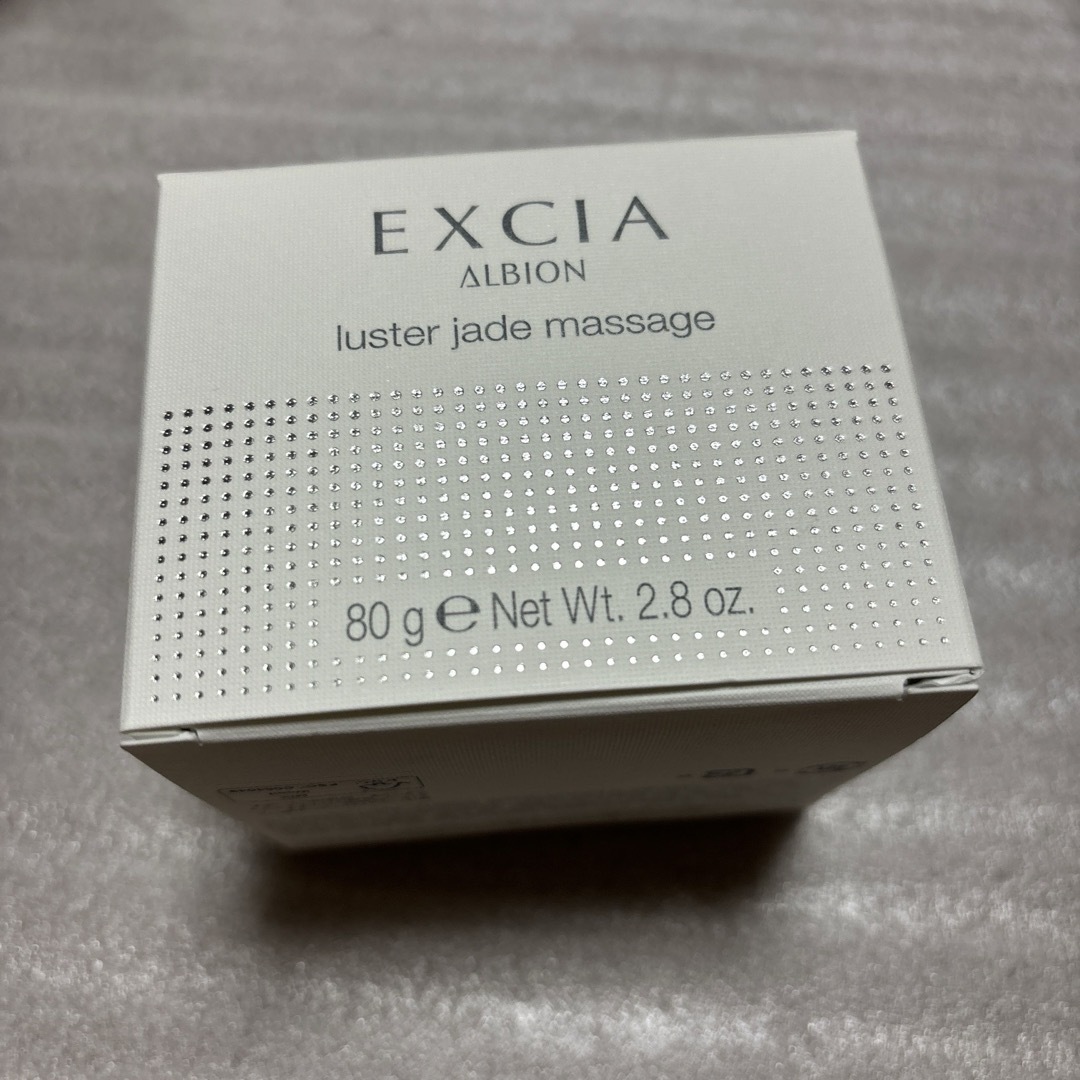 EXCIA
ALBION
luster jade massage
80 g ℮ Net Wt. 2.8 oz.